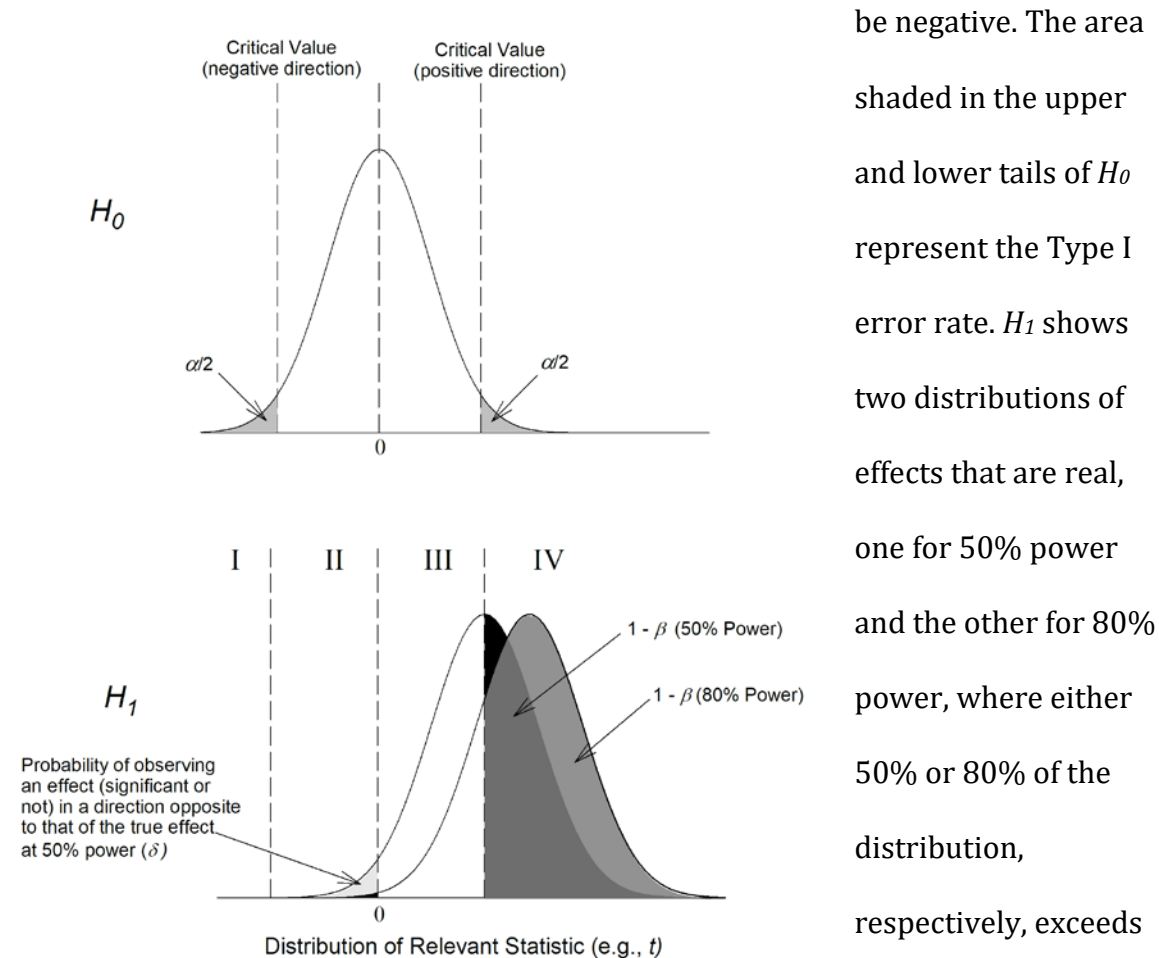 Critical Value
(negative direction)
Critical Value
(positive direction)
H0
α/2
α/2
0
I
II
III
IV
1 - β (50% Power)
1 - β (80% Power)
H1
Probability of observing
an effect (significant or
not) in a direction opposite
to that of the true effect
at 50% power (δ)
0
Distribution of Relevant Statistic (e.g., t)
be negative. The area
shaded in the upper
and lower tails of H0
represent the Type I
error rate. H1 shows
two distributions of
effects that are real,
one for 50% power
and the other for 80%
power, where either
50% or 80% of the
distribution,
respectively, exceeds